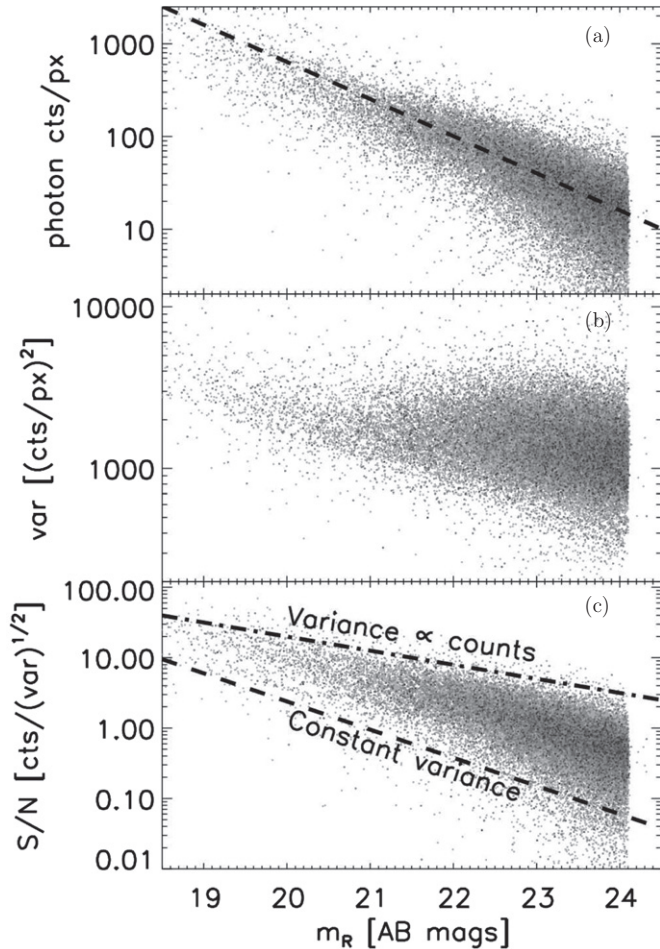 (a)
1000
100
10
photon cts/px
(b)
10000
1000
var [(cts/px)²]
(c)
100.00
10.00
1.00
0.10
0.01
S/N [cts/(var)^1/2]
Variance ∝ counts
Constant variance
19 20 21 22 23 24
m_R [AB mags]